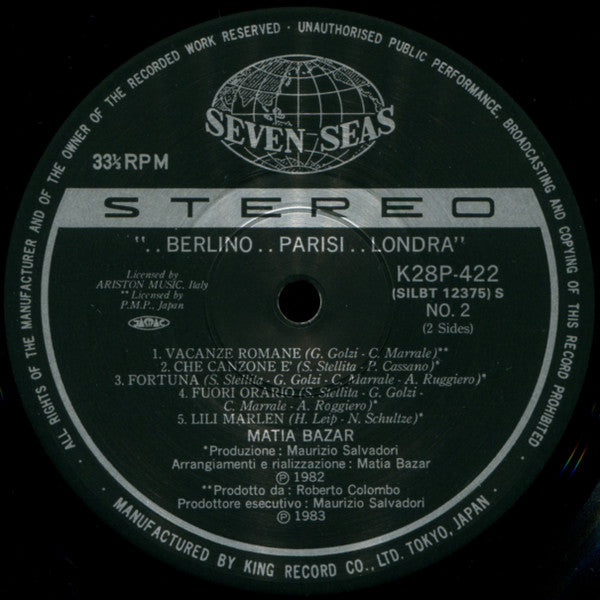 ALL RIGHTS OF THE MANUFACTURER AND OF THE OWNER OF THE RECORDED WORK RESERVED · UNAUTHORISED PUBLIC PERFORMANCE, BROADCASTING AND COPYING OF THIS RECORD PROHIBITED
SEVEN SEAS
33⅓RPM
STEREO
"..BERLINO..PARISI..LONDRA"
Licensed by
ARISTON MUSIC, Italy
**Licensed by
P.M.P., Japan
K28P-422
(SILBT 12375) S
NO. 2
(2 Sides)
1. VACANZE ROMANE (G. Golzi - C. Marrale)**
2. CHE CANZONE E' (S. Stellita - P. Cassano)*
3. FORTUNA (S. Stellita - G. Golzi - C. Marrale - A. Ruggiero)*
4. FUORI ORARIO (S. Stellita - G. Golzi -
C. Marrale - A. Roggiero)*
5. LILI MARLEN (H. Leip - N. Schultze)*
MATIA BAZAR
*Produzione: Maurizio Salvadori
Arrangiamenti e rializzazione: Matia Bazar
℗ 1982
**Prodotto da: Roberto Colombo
Prodottore esecutivo: Maurizio Salvadori
℗ 1983
· MANUFACTURED BY KING RECORD CO., LTD. TOKYO, JAPAN ·